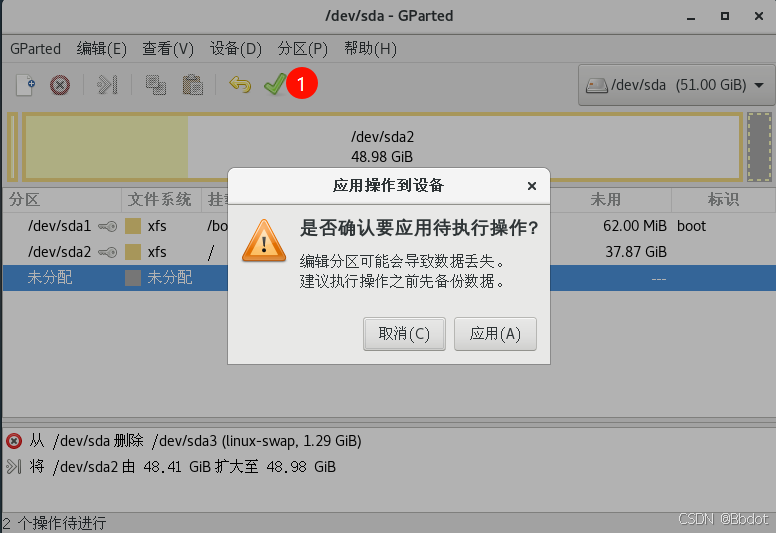 /dev/sda - GParted
GParted 编辑(E) 查看(V) 设备(D) 分区(P) 帮助(H)
1
/dev/sda (51.00 GiB)
/dev/sda2
48.98 GiB
应用操作到设备
分区 文件系统 挂 未用 标识
是否确认要应用待执行操作?
/dev/sda1 xfs /bo 62.00 MiB boot
/dev/sda2 xfs / 37.87 GiB
编辑分区可能会导致数据丢失。
未分配 未分配 ---
建议执行操作之前先备份数据。
取消(C) 应用(A)
从 /dev/sda 删除 /dev/sda3 (linux-swap, 1.29 GiB)
将 /dev/sda2 由 48.41 GiB 扩大至 48.98 GiB
2 个操作待进行
CSDN @Bbdot